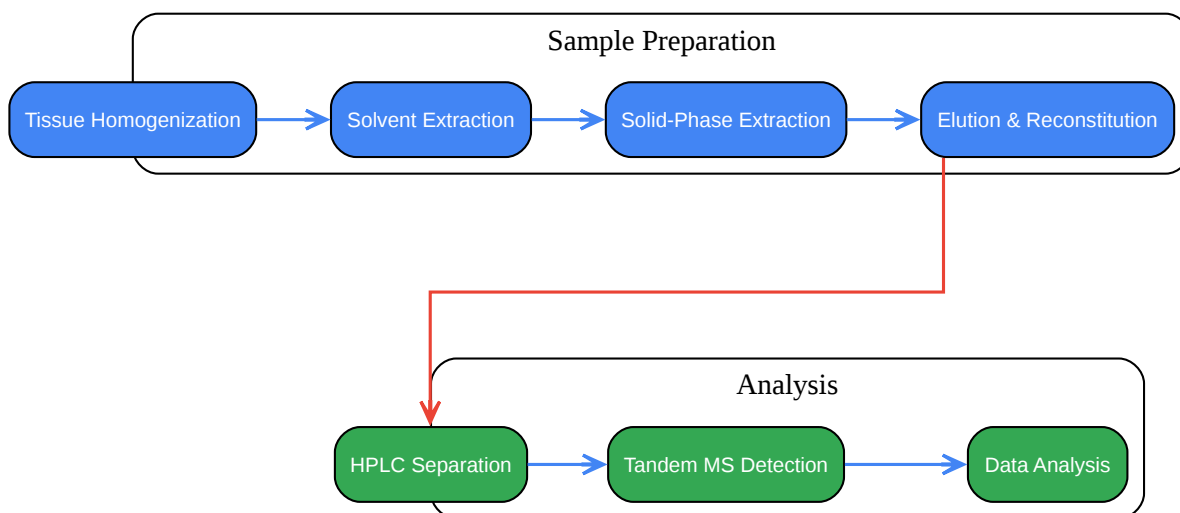 Sample Preparation
Tissue Homogenization
Solvent Extraction
Solid-Phase Extraction
Elution & Reconstitution
Analysis
HPLC Separation
Tandem MS Detection
Data Analysis